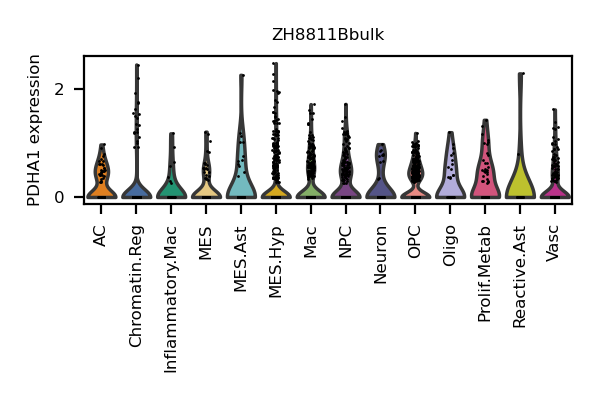 ZH8811Bbulk
PDHA1 expression
2
0
AC
Chromatin.Reg
Inflammatory.Mac
MES
MES.Ast
MES.Hyp
Mac
NPC
Neuron
OPC
Oligo
Prolif.Metab
Reactive.Ast
Vasc